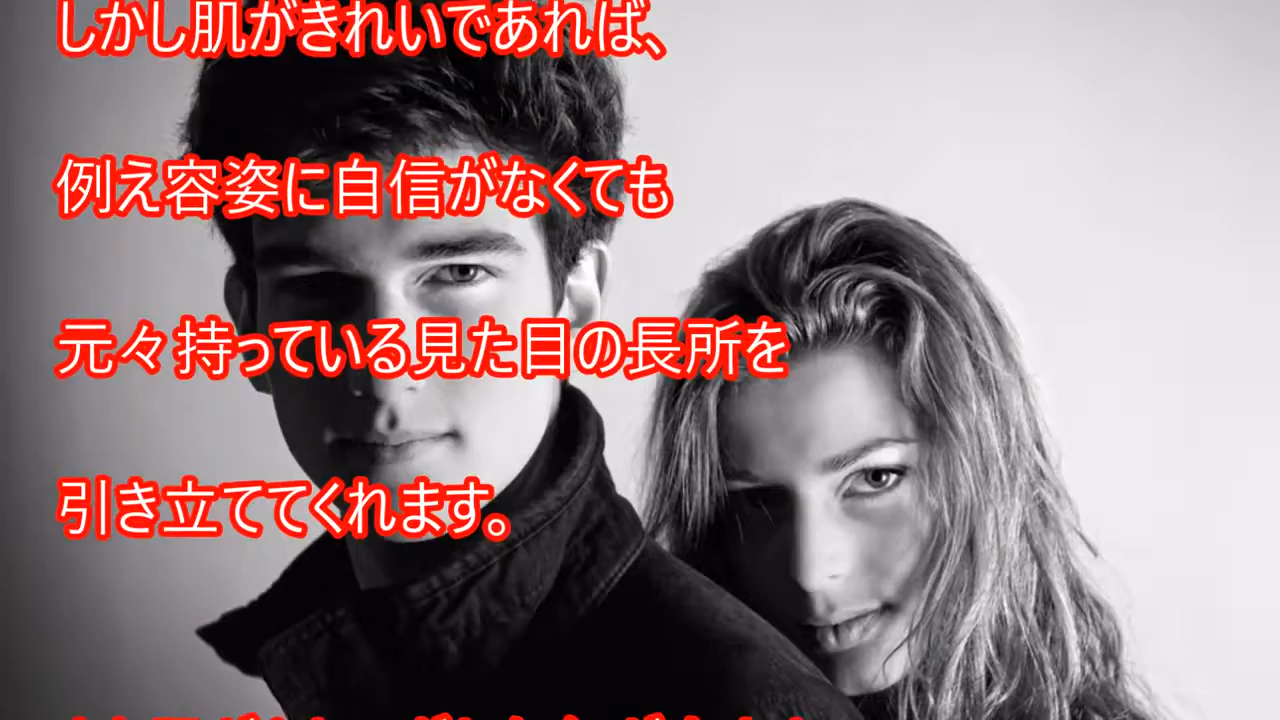 しかし肌がきれいであれば、
例え容姿に自信がなくても
元々持っている見た目の長所を
引き立ててくれます。